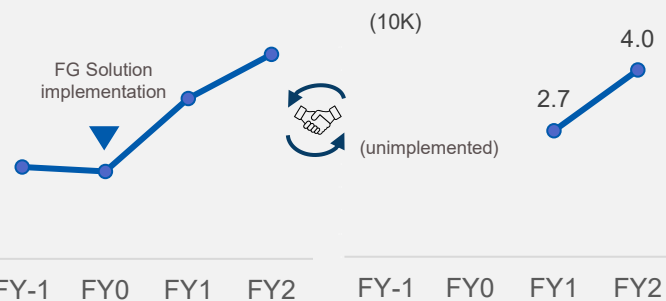 (10K)
4.0
FG Solution
implementation
2.7
(unimplemented)
FY-1 FY0 FY1 FY2
FY-1 FY0 FY1 FY2